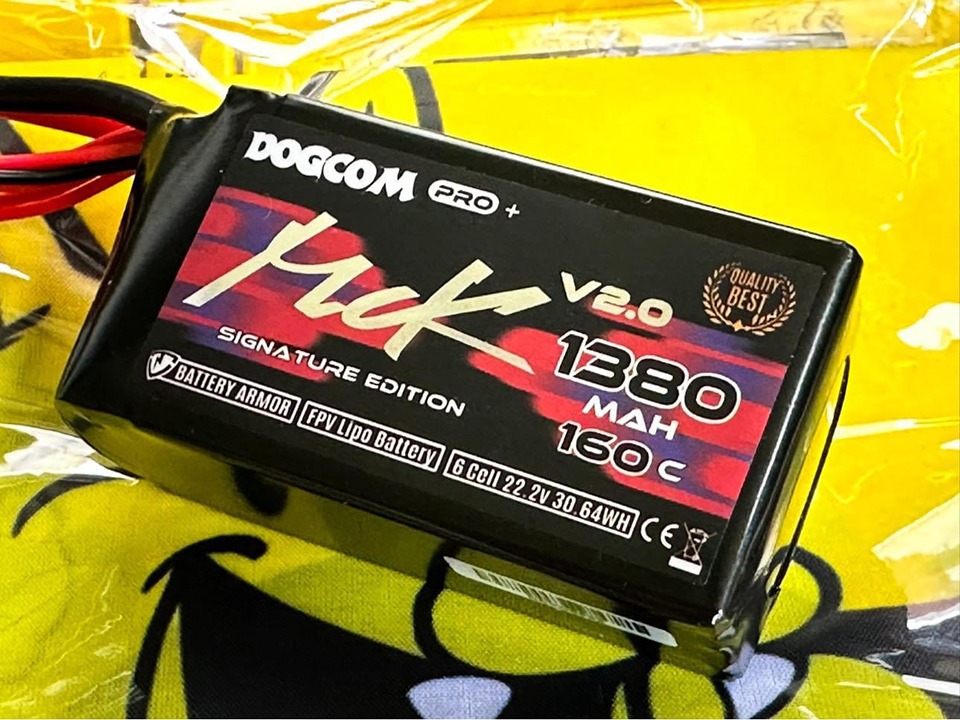 DOGCOM PRO +
MCK
SIGNATURE EDITION
V2.0
QUALITY
BEST
1380
MAH
160 C
BATTERY ARMOR
FPV Lipo Battery
6 Cell 22.2V 30.64WH
CE